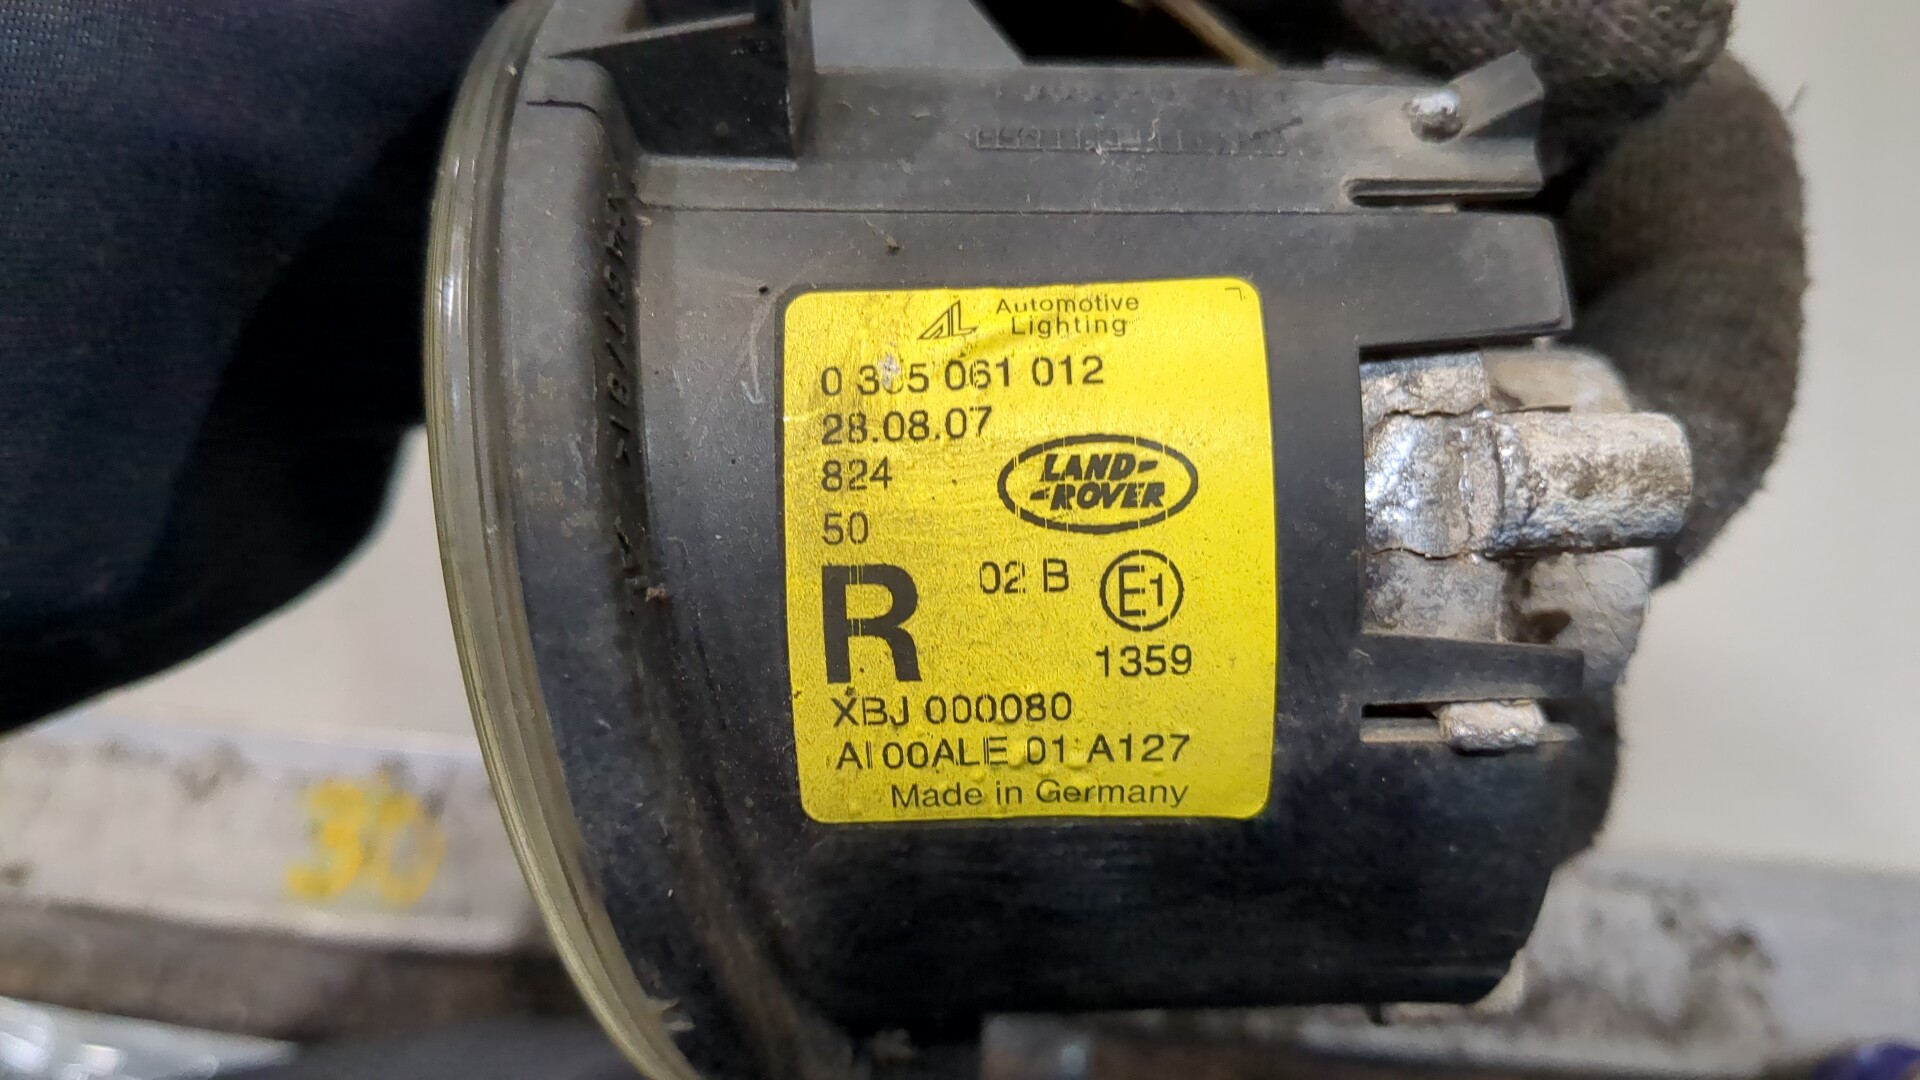 Automotive
Lighting
0 305 061 012
28.08.07
824
LAND-
-ROVER
50
R
02 B
E1
1359
XBJ 000080
AI 00ALE 01 A127
Made in Germany
30